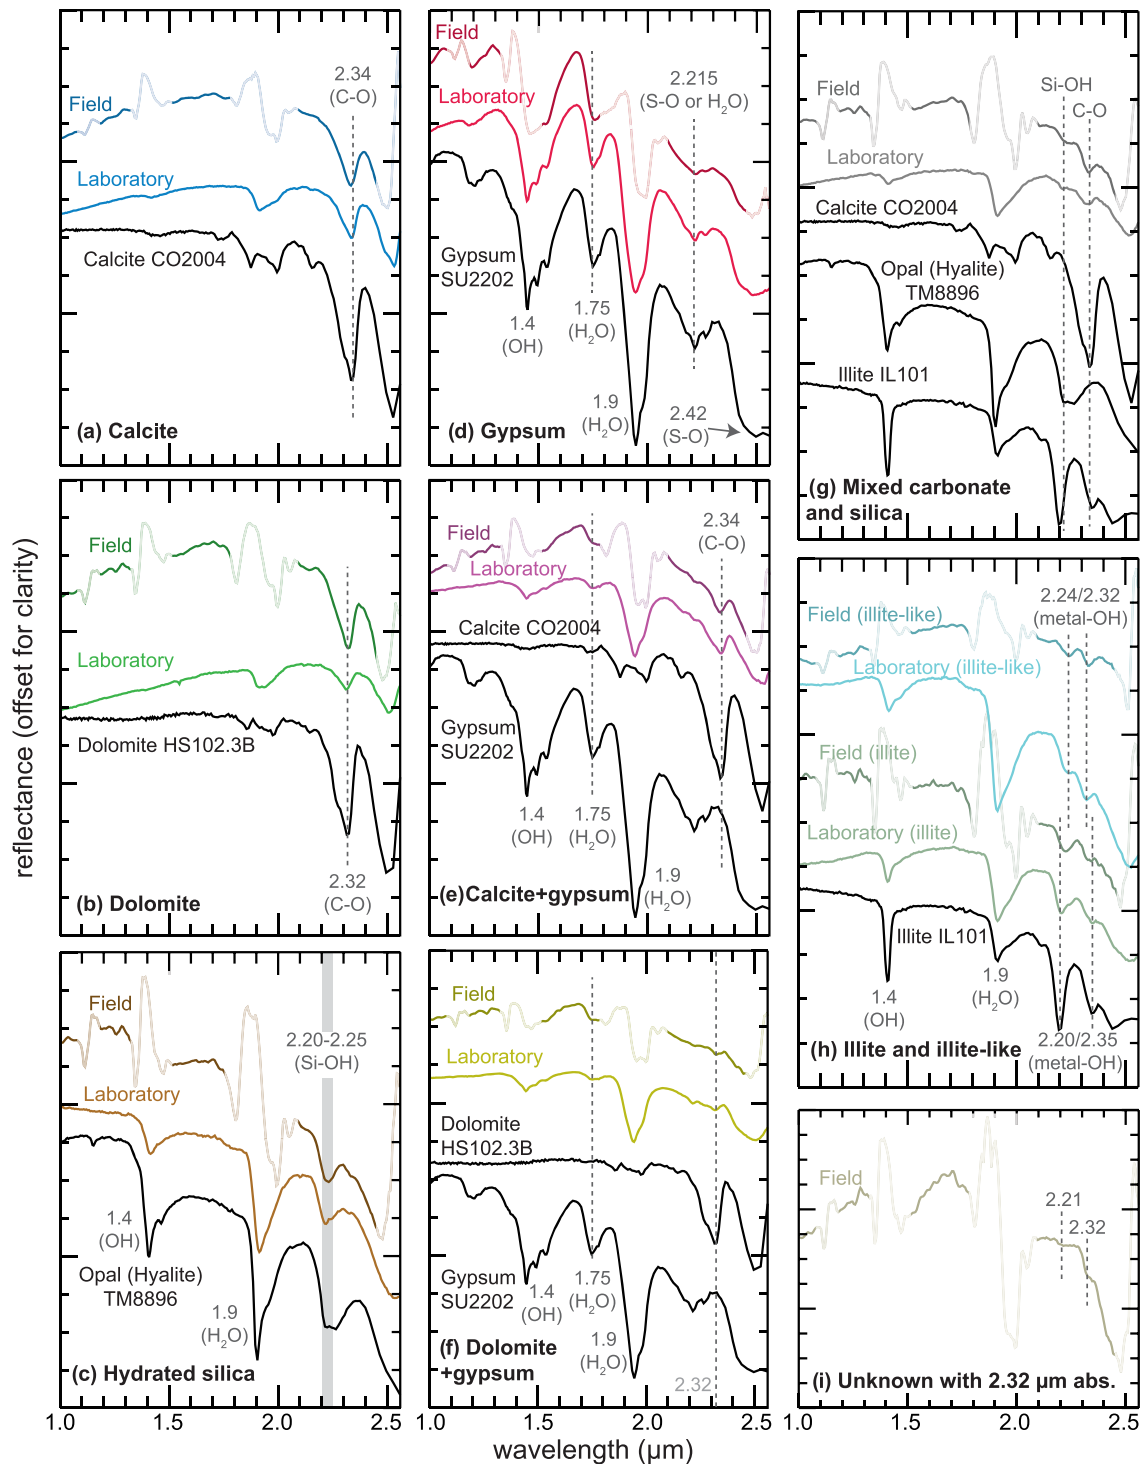 reflectance (offset for clarity)
wavelength (µm)
2.34
(C-O)
Field
Laboratory
Calcite CO2004
(a) Calcite
Field
Laboratory
Dolomite HS102.3B
2.32
(C-O)
(b) Dolomite
Field
2.20-2.25
(Si-OH)
Laboratory
1.4
(OH)
Opal (Hyalite)
TM8896
1.9
(H2O)
(c) Hydrated silica
1.0
1.5
2.0
2.5
Field
2.215
(S-O or H2O)
Laboratory
Gypsum
SU2202
1.4
(OH)
1.75
(H2O)
1.9
(H2O)
2.42
(S-O)
(d) Gypsum
Field
2.34
(C-O)
Laboratory
Calcite CO2004
Gypsum
SU2202
1.4
(OH)
1.75
(H2O)
1.9
(H2O)
(e)Calcite+gypsum
Field
Laboratory
Dolomite
HS102.3B
Gypsum
SU2202
1.4
(OH)
1.75
(H2O)
1.9
(H2O)
2.32
(f) Dolomite
+gypsum
1.0
1.5
2.0
2.5
Field
Si-OH
C-O
Laboratory
Calcite CO2004
Opal (Hyalite)
TM8896
Illite IL101
(g) Mixed carbonate
and silica
2.24/2.32
(metal-OH)
Field (illite-like)
Laboratory (illite-like)
Field (illite)
Laboratory (illite)
Illite IL101
1.4
(OH)
1.9
(H2O)
2.20/2.35
(metal-OH)
(h) Illite and illite-like
Field
2.21
2.32
(i) Unknown with 2.32 µm abs.
1.0
1.5
2.0
2.5